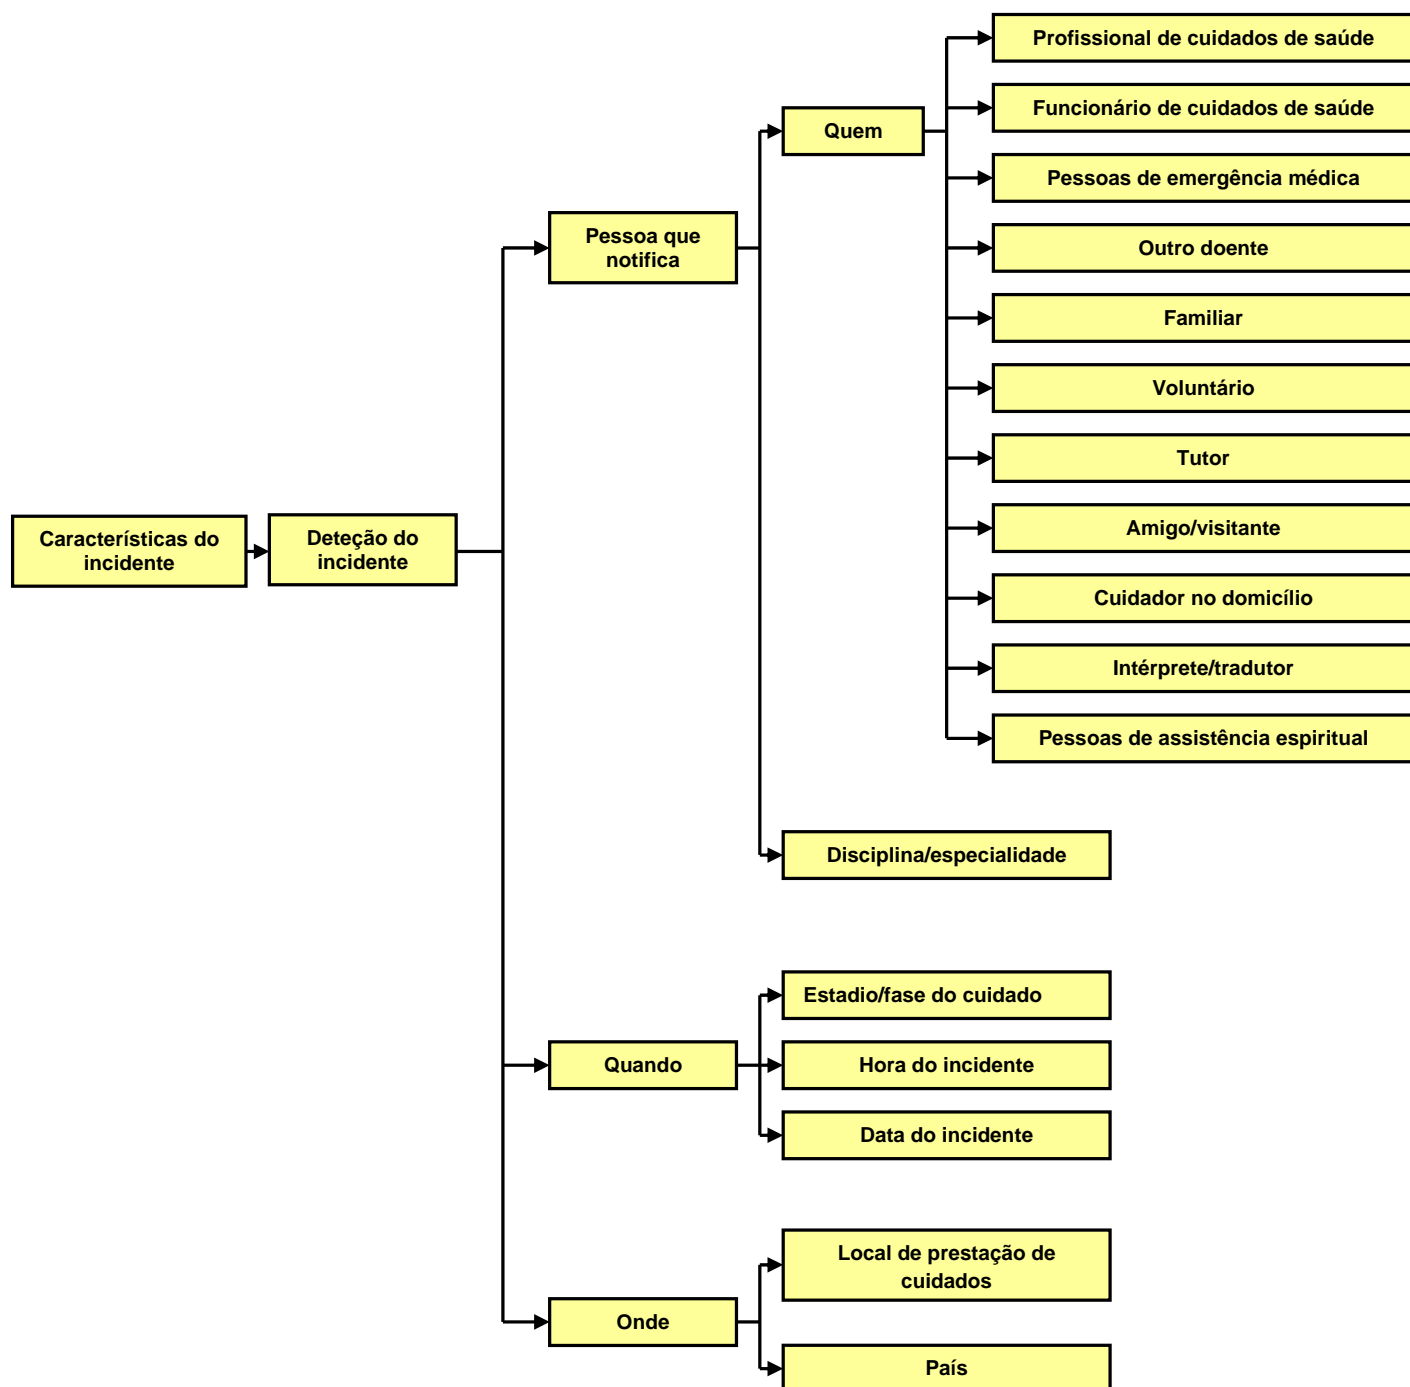 Características do
incidente
Deteção do
incidente
Pessoa que
notifica
Quem
Profissional de cuidados de saúde
Funcionário de cuidados de saúde
Pessoas de emergência médica
Outro doente
Familiar
Voluntário
Tutor
Amigo/visitante
Cuidador no domicílio
Intérprete/tradutor
Pessoas de assistência espiritual
Disciplina/especialidade
Quando
Estadio/fase do cuidado
Hora do incidente
Data do incidente
Onde
Local de prestação de
cuidados
País